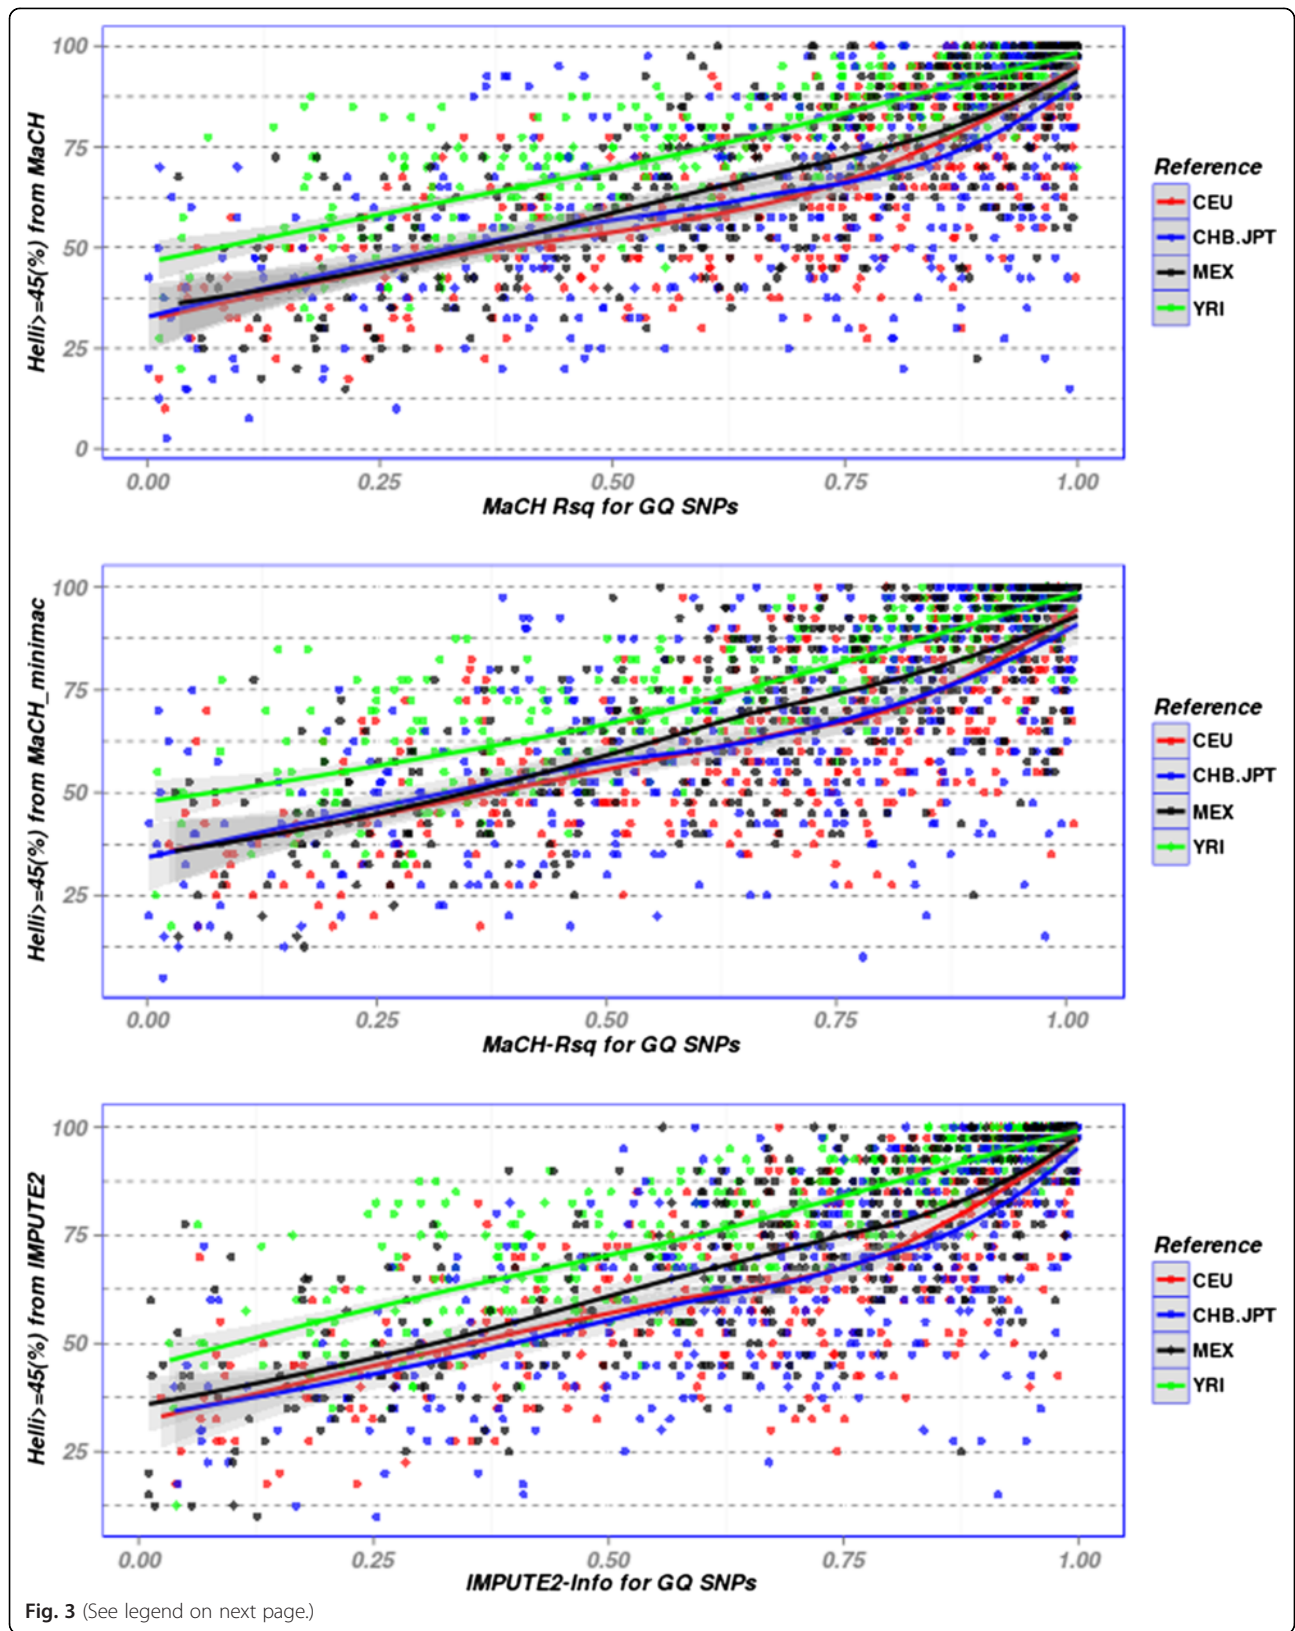 Helli>=45(%) from MaCH
100
75
50
25
0
0.00 0.25 0.50 0.75 1.00
MaCH Rsq for GQ SNPs
Reference
CEU
CHB.JPT
MEX
YRI
Helli>=45(%) from MaCH_minimac
100
75
50
25
0.00 0.25 0.50 0.75 1.00
MaCH-Rsq for GQ SNPs
Reference
CEU
CHB.JPT
MEX
YRI
Helli>=45(%) from IMPUTE2
100
75
50
25
0.00 0.25 0.50 0.75 1.00
IMPUTE2-Info for GQ SNPs
Reference
CEU
CHB.JPT
MEX
YRI
Fig. 3 (See legend on next page.)